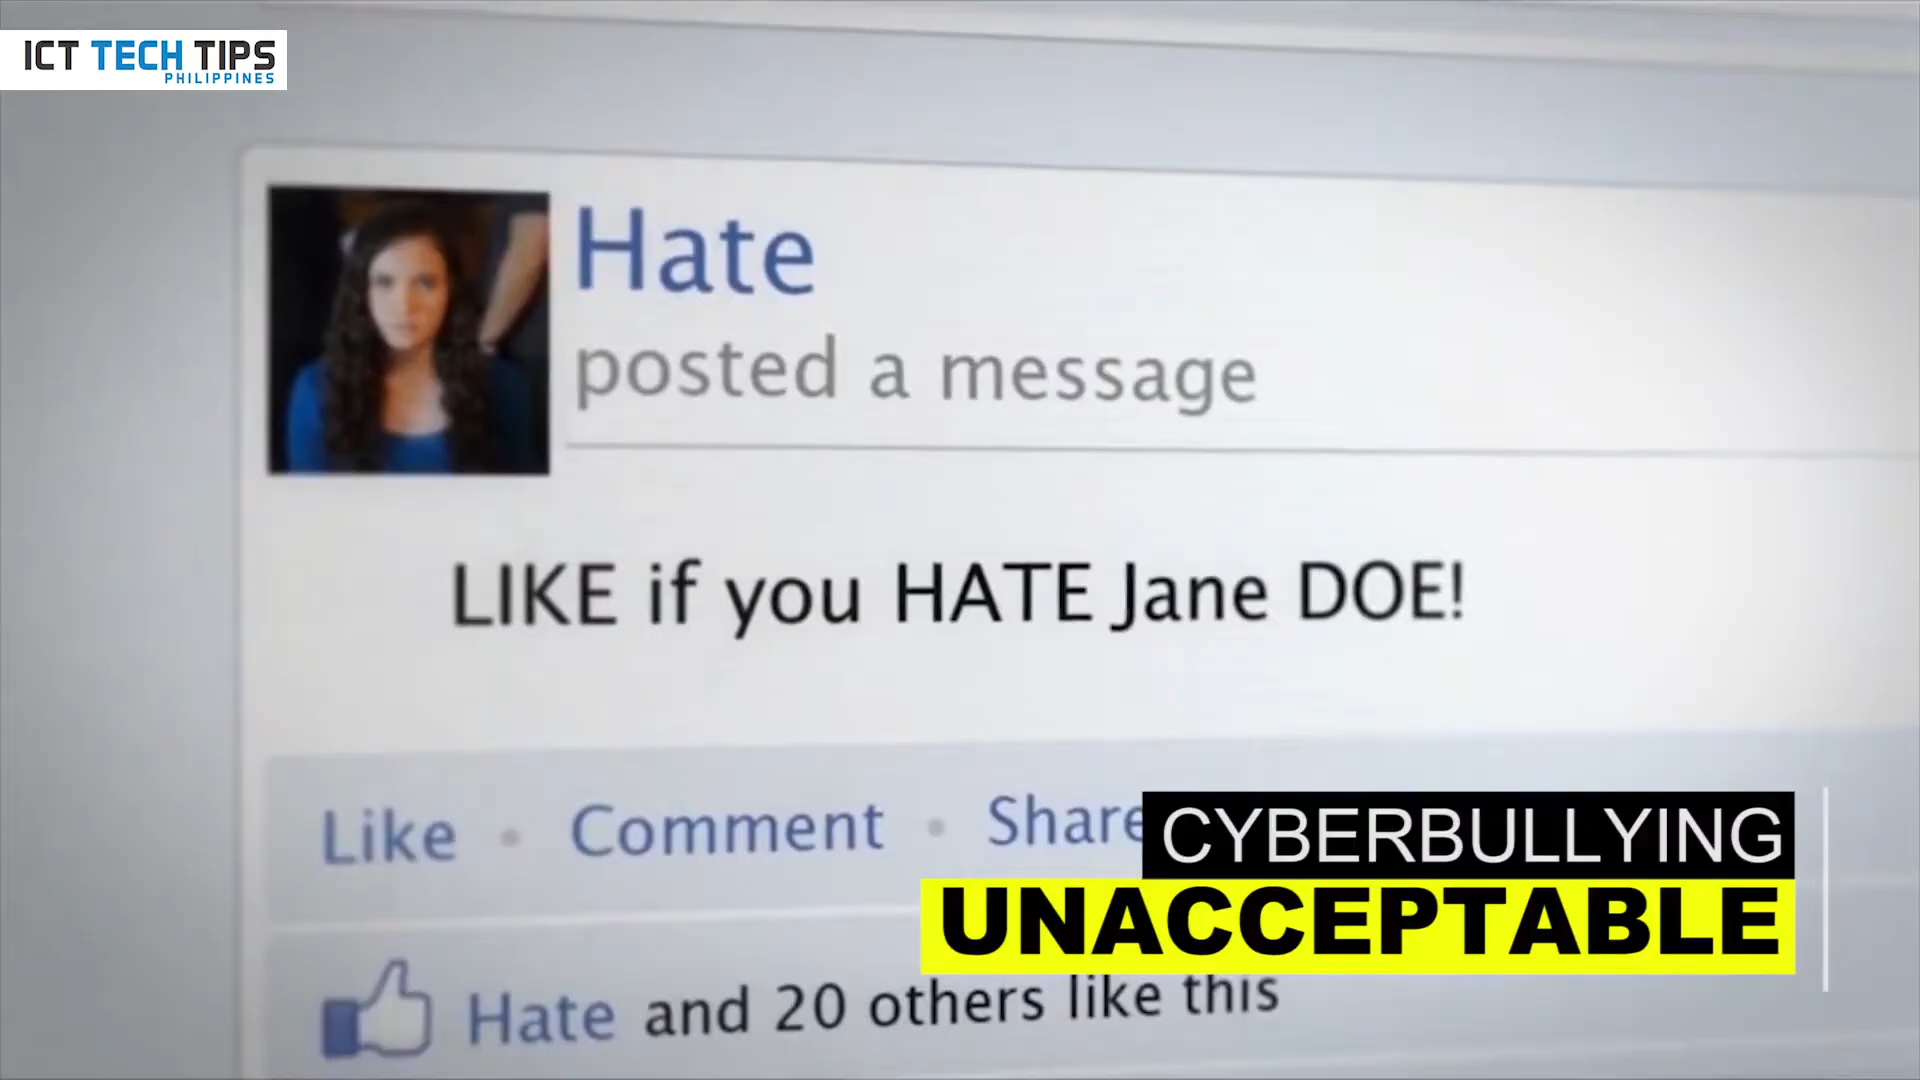 ICT TECH TIPS
PHILIPPINES
Hate
posted a message
LIKE if you HATE Jane DOE!
Like • Comment • Share
CYBERBULLYING
UNACCEPTABLE
Hate and 20 others like this